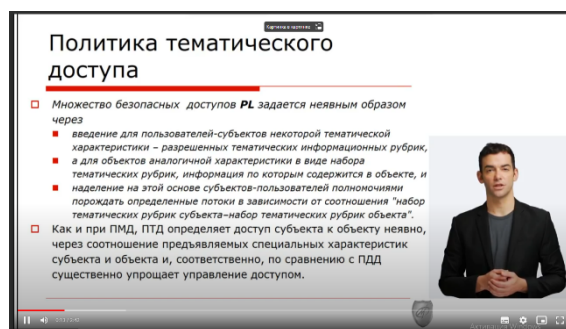 Картинка в картинке
Политика тематического
доступа
Множество безопасных доступов PL задается неявным образом
через
введение для пользователей-субъектов некоторой тематической
характеристики – разрешенных тематических информационных рубрик,
а для объектов аналогичной характеристики в виде набора
тематических рубрик, информация по которым содержится в объекте, и
наделение на этой основе субъектов-пользователей полномочиями
порождать определенные потоки в зависимости от соотношения "набор
тематических рубрик субъекта–набор тематических рубрик объекта".
Как и при ПМД, ПТД определяет доступ субъекта к объекту неявно,
через соотношение предъявляемых специальных характеристик
субъекта и объекта и, соответственно, по сравнению с ПДД
существенно упрощает управление доступом.